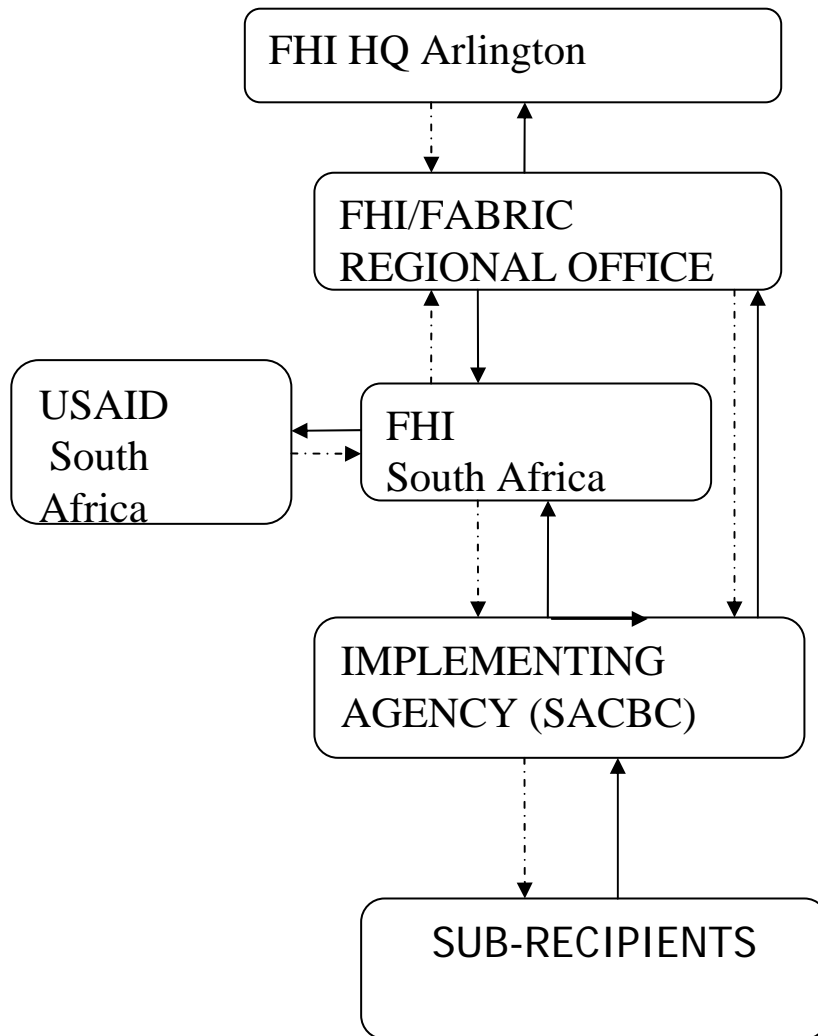 FHI HQ Arlington
FHI/FABRIC
REGIONAL OFFICE
USAID
South
Africa
FHI
South Africa
IMPLEMENTING
AGENCY (SACBC)
SUB-RECIPIENTS